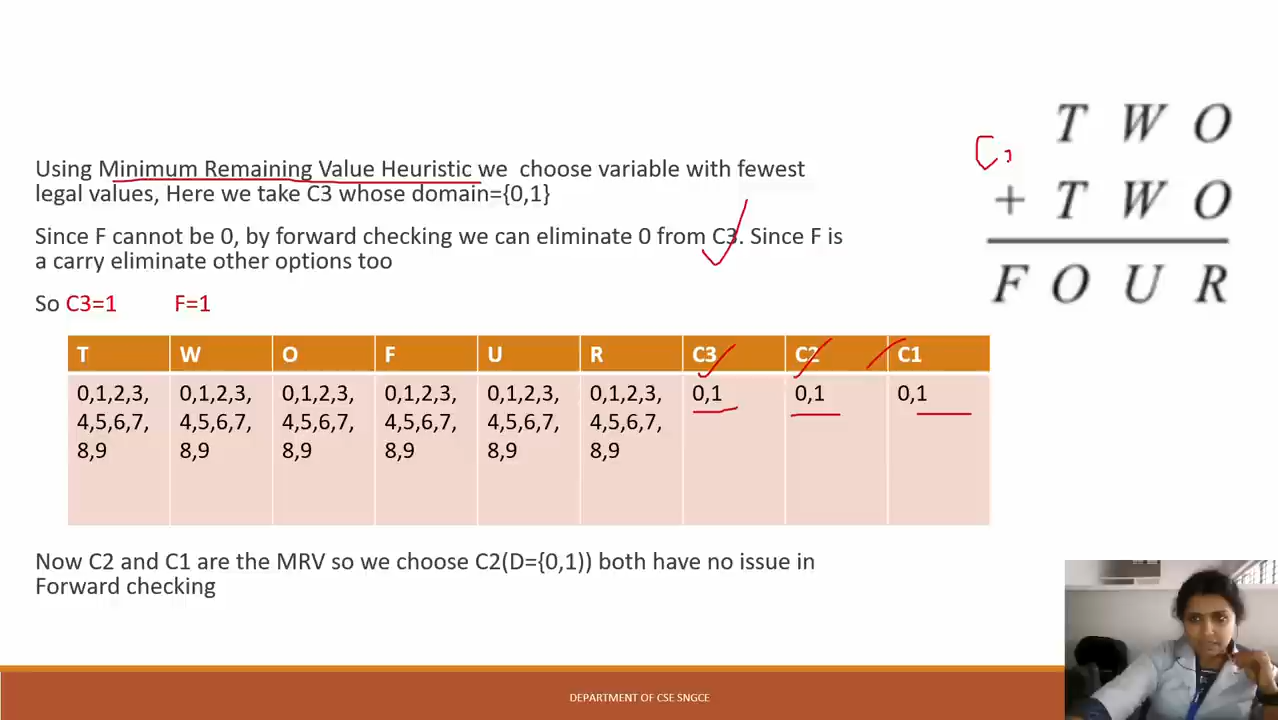 T W O
+ T W O
F O U R
Using Minimum Remaining Value Heuristic we choose variable with fewest
legal values, Here we take C3 whose domain={0,1}
Since F cannot be 0, by forward checking we can eliminate 0 from C3. Since F is
a carry eliminate other options too
So C3=1 F=1
T W O F U R C3 C2 C1
0,1,2,3, 0,1,2,3, 0,1,2,3, 0,1,2,3, 0,1,2,3, 0,1,2,3, 0,1 0,1 0,1
4,5,6,7, 4,5,6,7, 4,5,6,7, 4,5,6,7, 4,5,6,7, 4,5,6,7,
8,9 8,9 8,9 8,9 8,9 8,9
Now C2 and C1 are the MRV so we choose C2(D={0,1)) both have no issue in
Forward checking
DEPARTMENT OF CSE SNGCE